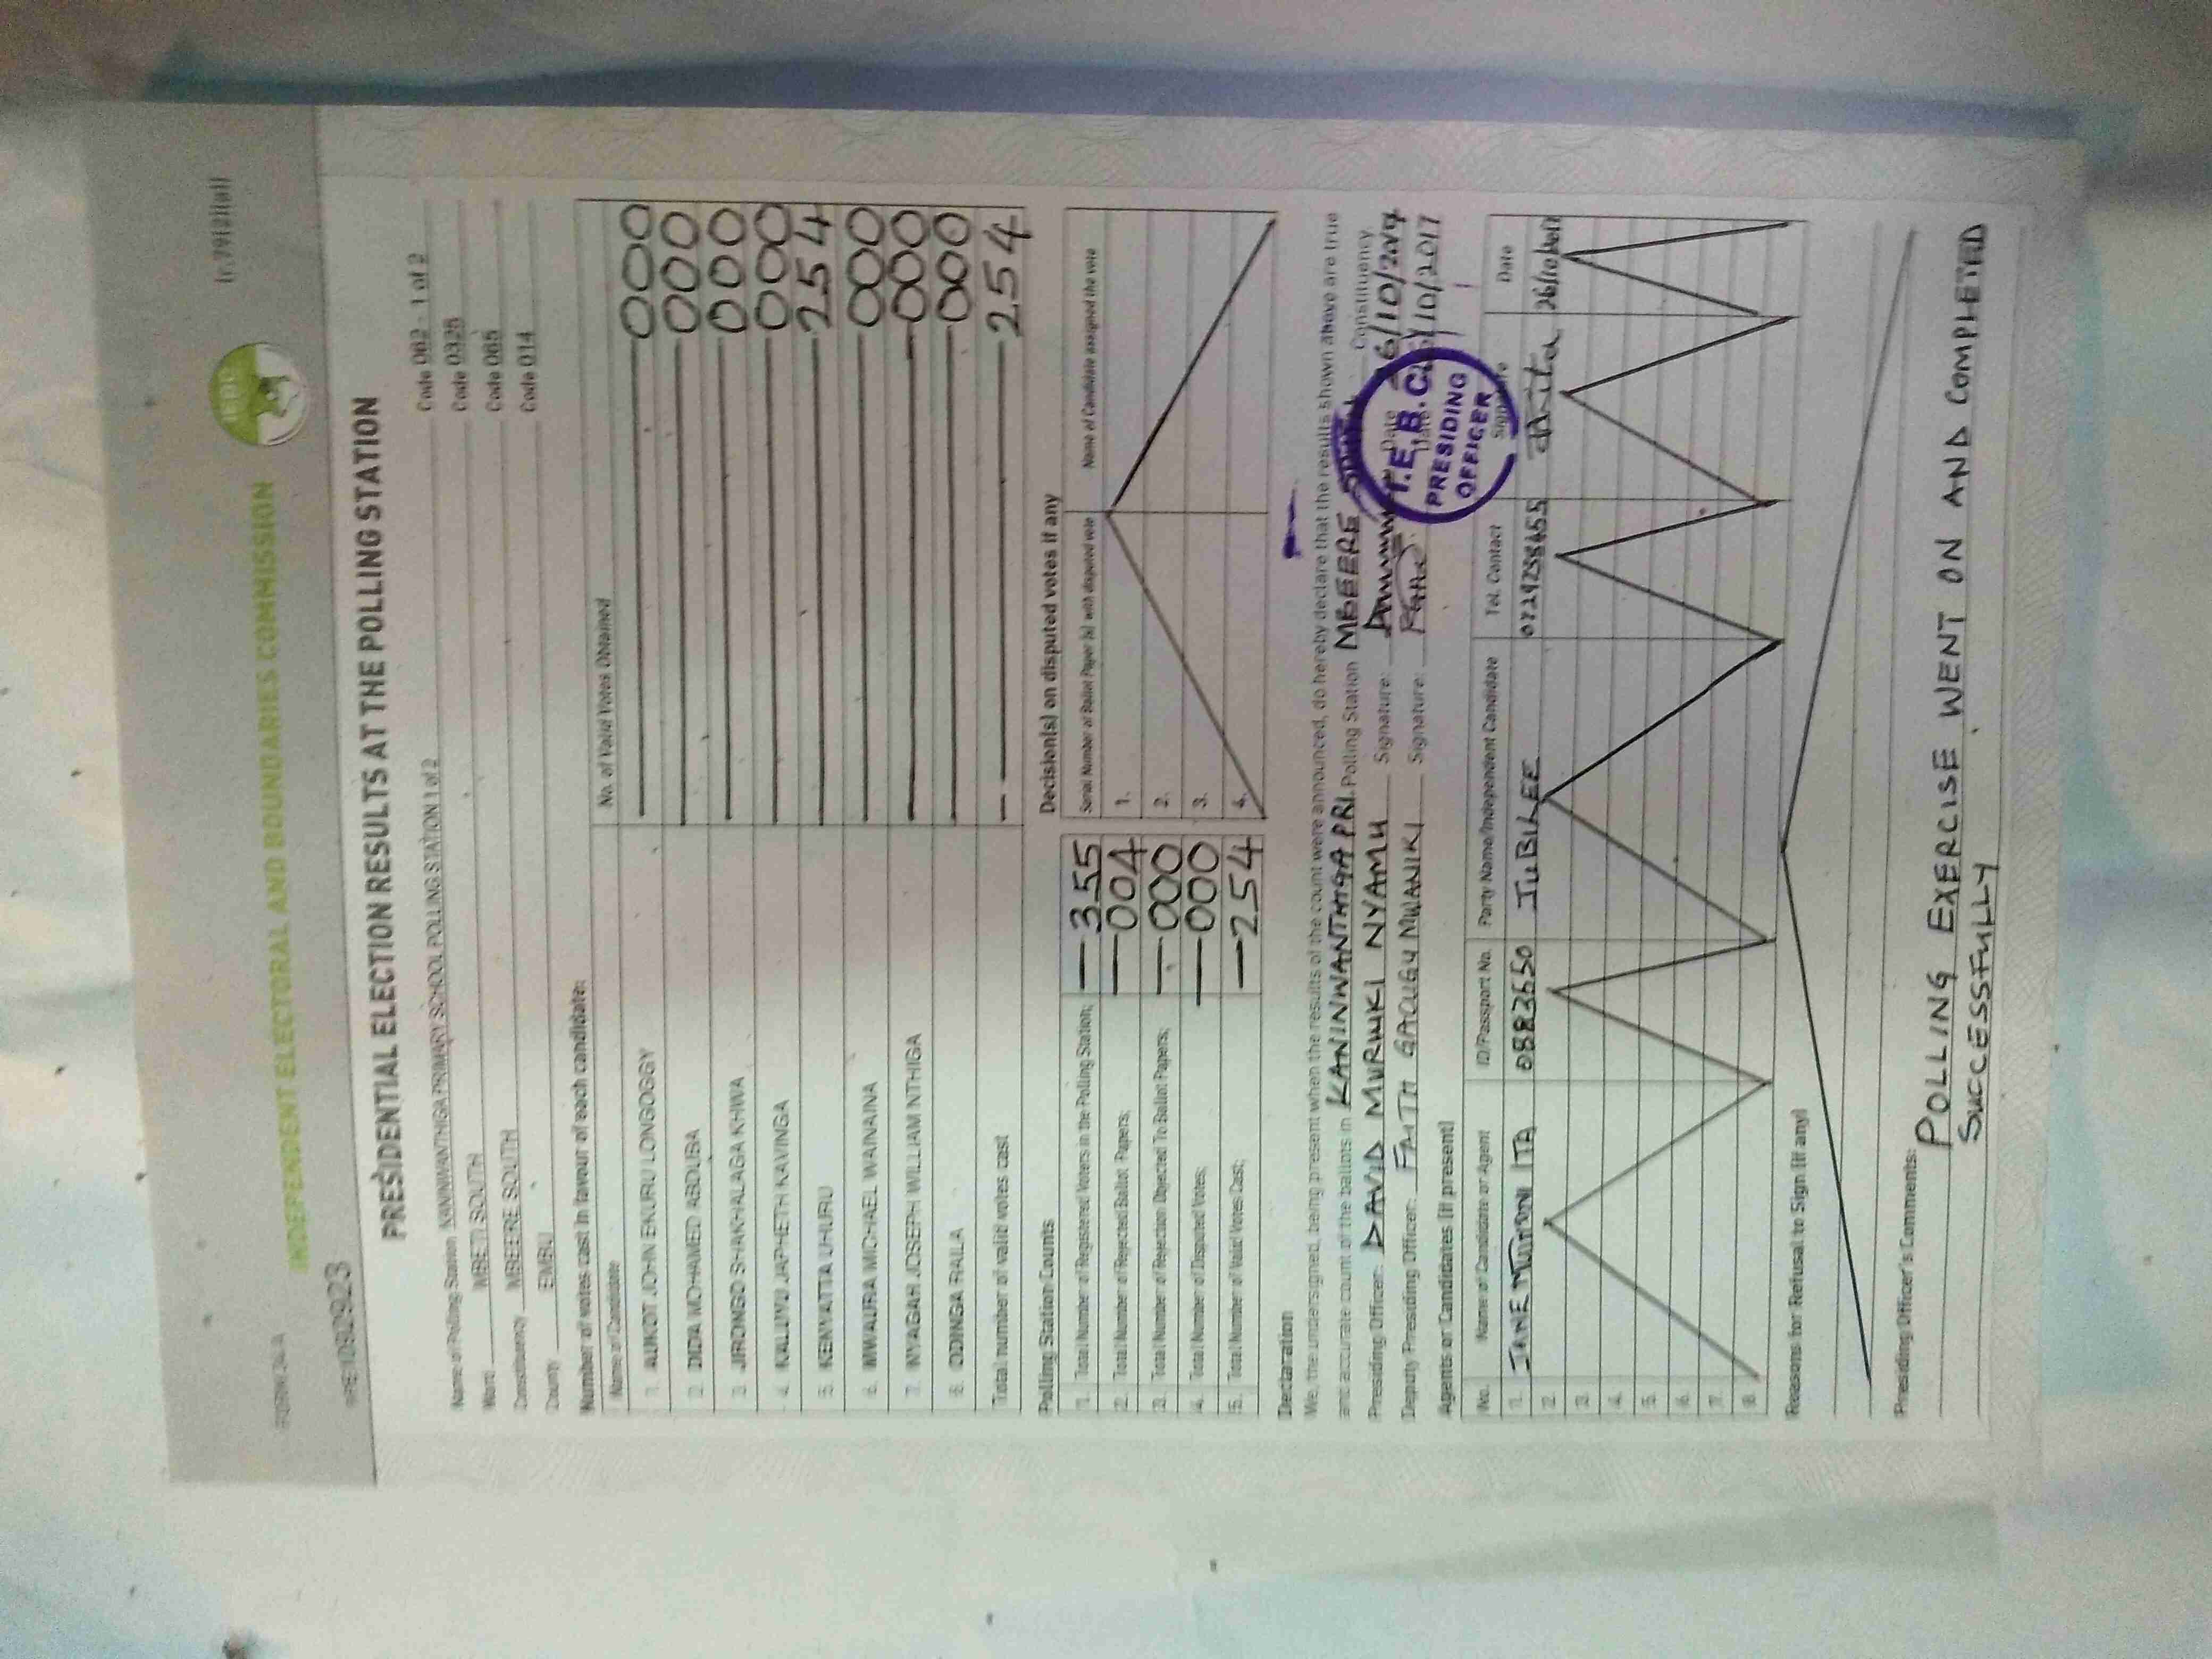 FORM 34A
(r.79(2)(a))
INDEPENDENT ELECTORAL AND BOUNDARIES COMMISSION
PRE1092923
PRESIDENTIAL ELECTION RESULTS AT THE POLLING STATION
Name of Polling Station KANINWANTHIGA PRIMARY SCHOOL POLLING STATION 1 of 2 Code 062 - 1 of 2
Ward MBETI SOUTH Code 0325
Constituency MBEERE SOUTH Code 065
County EMBU Code 014
Number of votes cast in favour of each candidate:
Name of Candidate No. of Valid Votes Obtained
1. AUKOT JOHN EKURU LONGOGGY 000
2. DIDA MOHAMED ABDUBA 000
3. JIRONGO SHAKHALAGA KHWA 000
4. KALUYU JAPHETH KAVINGA 000
5. KENYATTA UHURU 254
6. MWAURA MICHAEL WAINAINA 000
7. NYAGAH JOSEPH WILLIAM NTHIGA 000
8. ODINGA RAILA 000
Total number of valid votes cast 254
Polling Station Counts
1. Total Number of Registered Voters in the Polling Station; 355
2. Total Number of Rejected Ballot Papers; 004
3. Total Number of Rejection Objected To Ballot Papers; 000
4. Total Number of Disputed Votes; 000
5. Total Number of Valid Votes Cast; 254
Decision(s) on disputed votes if any
Serial Number of Ballot Paper (s) with disputed vote Name of Candidate assigned the vote
1.
2.
3.
4.
Declaration
We, the undersigned, being present when the results of the count were announced, do hereby declare that the results shown above are true
and accurate count of the ballots in KANINWANTHIGA PRI. Polling Station MBEERE SOUTH Constituency
Presiding Officer: DAVID MURIUKI NYAMU Signature: Date 26/10/2017
Deputy Presiding Officer: FAITH GACUGU MWANIKI Signature: Date 26/10/2017
I.E.B.C.
PRESIDING
OFFICER
Agents or Candidates (if present)
No. Name of Candidate or Agent ID/Passport No. Party Name/Independent Candidate Tel. Contact Signature Date
1. JANE MUTHONI ITA 0883650 JUBILEE 26/10/2017
2.
3.
4.
5.
6.
7.
8.
Reasons for Refusal to Sign (if any)
Presiding Officer's Comments:
POLLING EXERCISE WENT ON AND COMPLETED
SUCCESSFULLY